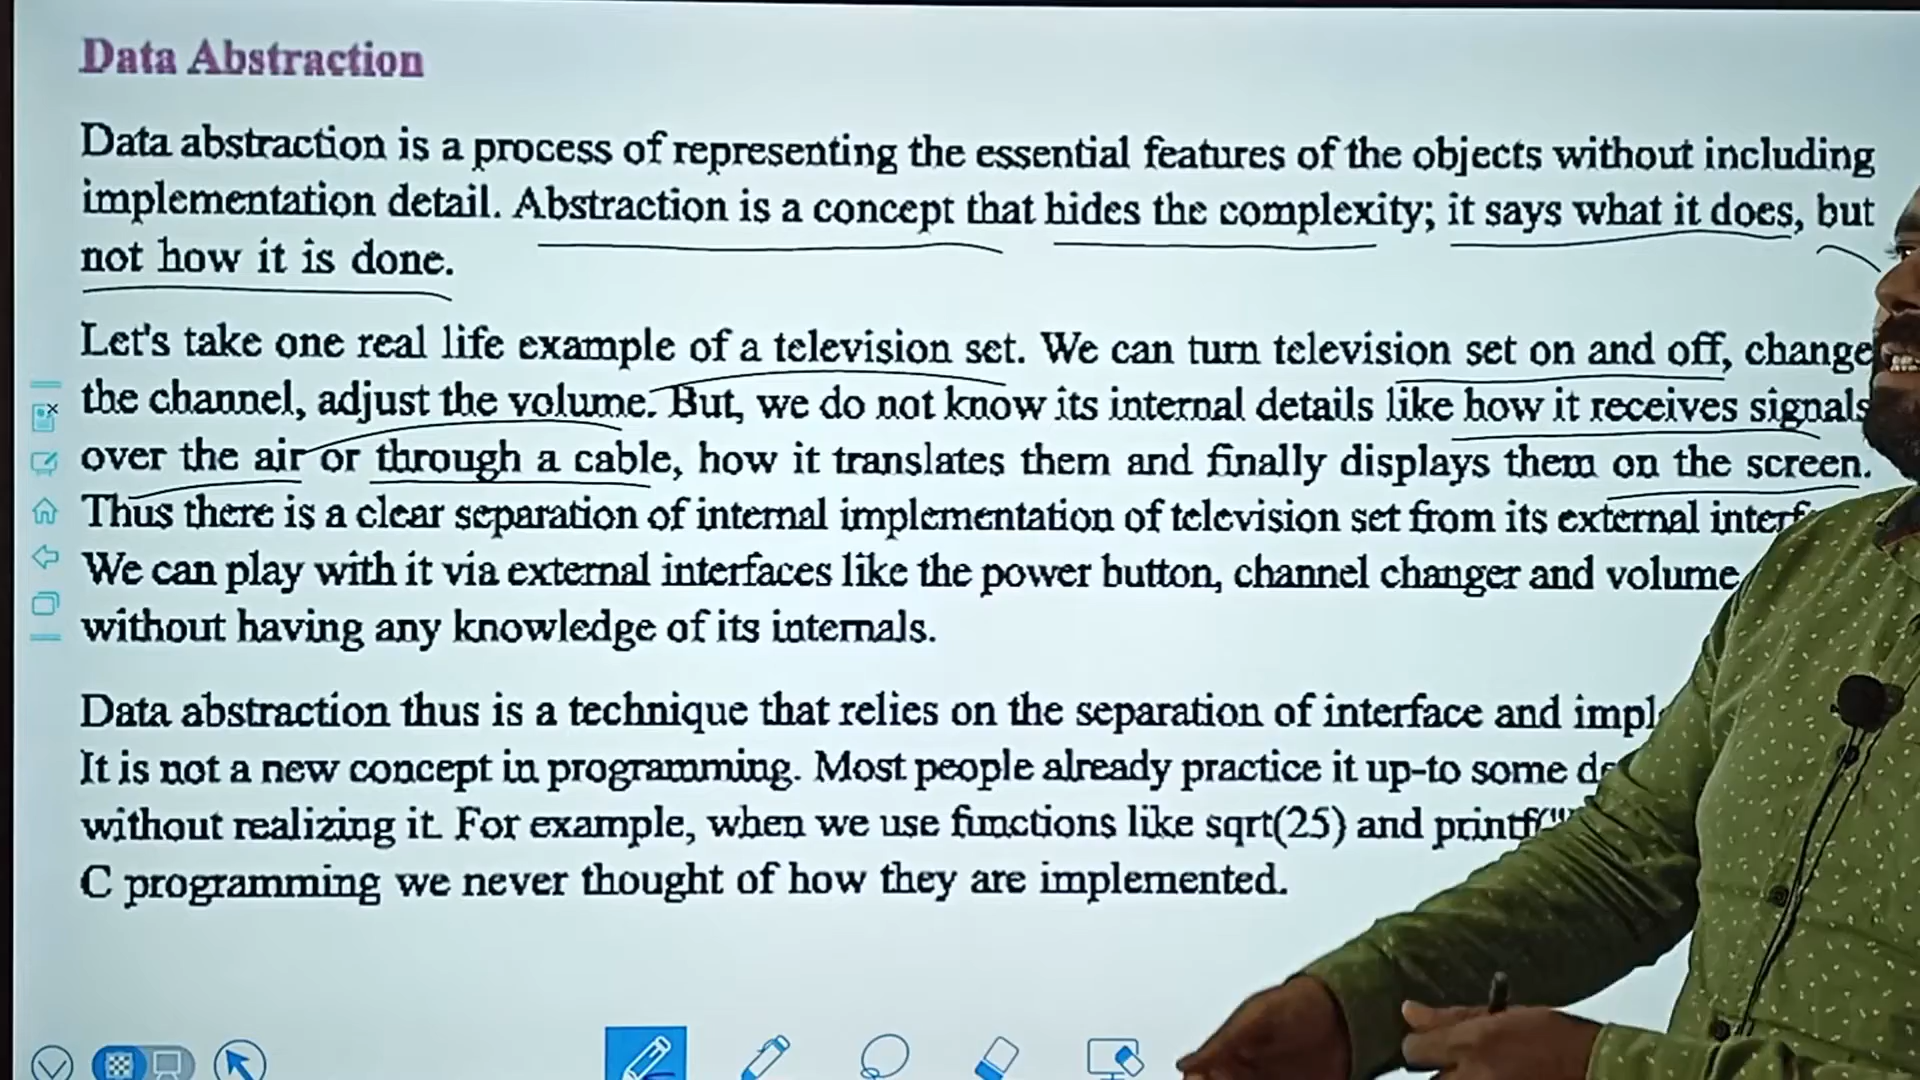 Data Abstraction
Data abstraction is a process of representing the essential features of the objects without including
implementation detail. Abstraction is a concept that hides the complexity; it says what it does, but
not how it is done.
Let's take one real life example of a television set. We can turn television set on and off, change
the channel, adjust the volume. But, we do not know its internal details like how it receives signals
over the air or through a cable, how it translates them and finally displays them on the screen.
Thus there is a clear separation of internal implementation of television set from its external
We can play with it via external interfaces like the power button, channel changer and volume
without having any knowledge of its internals.
Data abstraction thus is a technique that relies on the separation of interface and
It is not a new concept in programming. Most people already practice it up-to some
without realizing it. For example, when we use functions like sqrt(25) and printf("
C programming we never thought of how they are implemented.